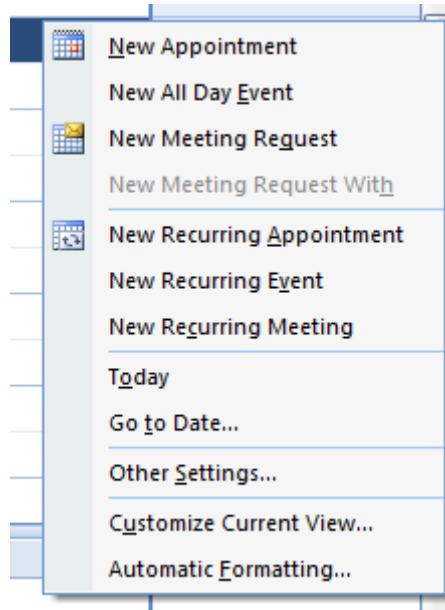 New Appointment
New All Day Event
New Meeting Request
New Meeting Request With
New Recurring Appointment
New Recurring Event
New Recurring Meeting
Today
Go to Date...
Other Settings...
Customize Current View...
Automatic Formatting...